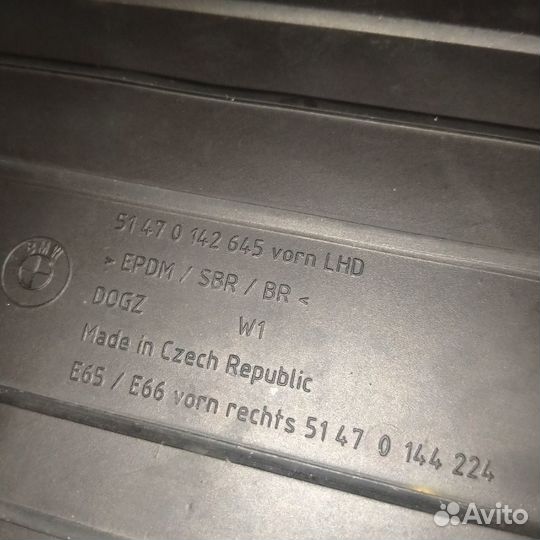 BMW
51 47 0 142 645 vorn LHD
> EPDM / SBR / BR <
DOGZ W1
Made in Czech Republic
E65 / E66 vorn rechts 51 47 0 144 224
Avito